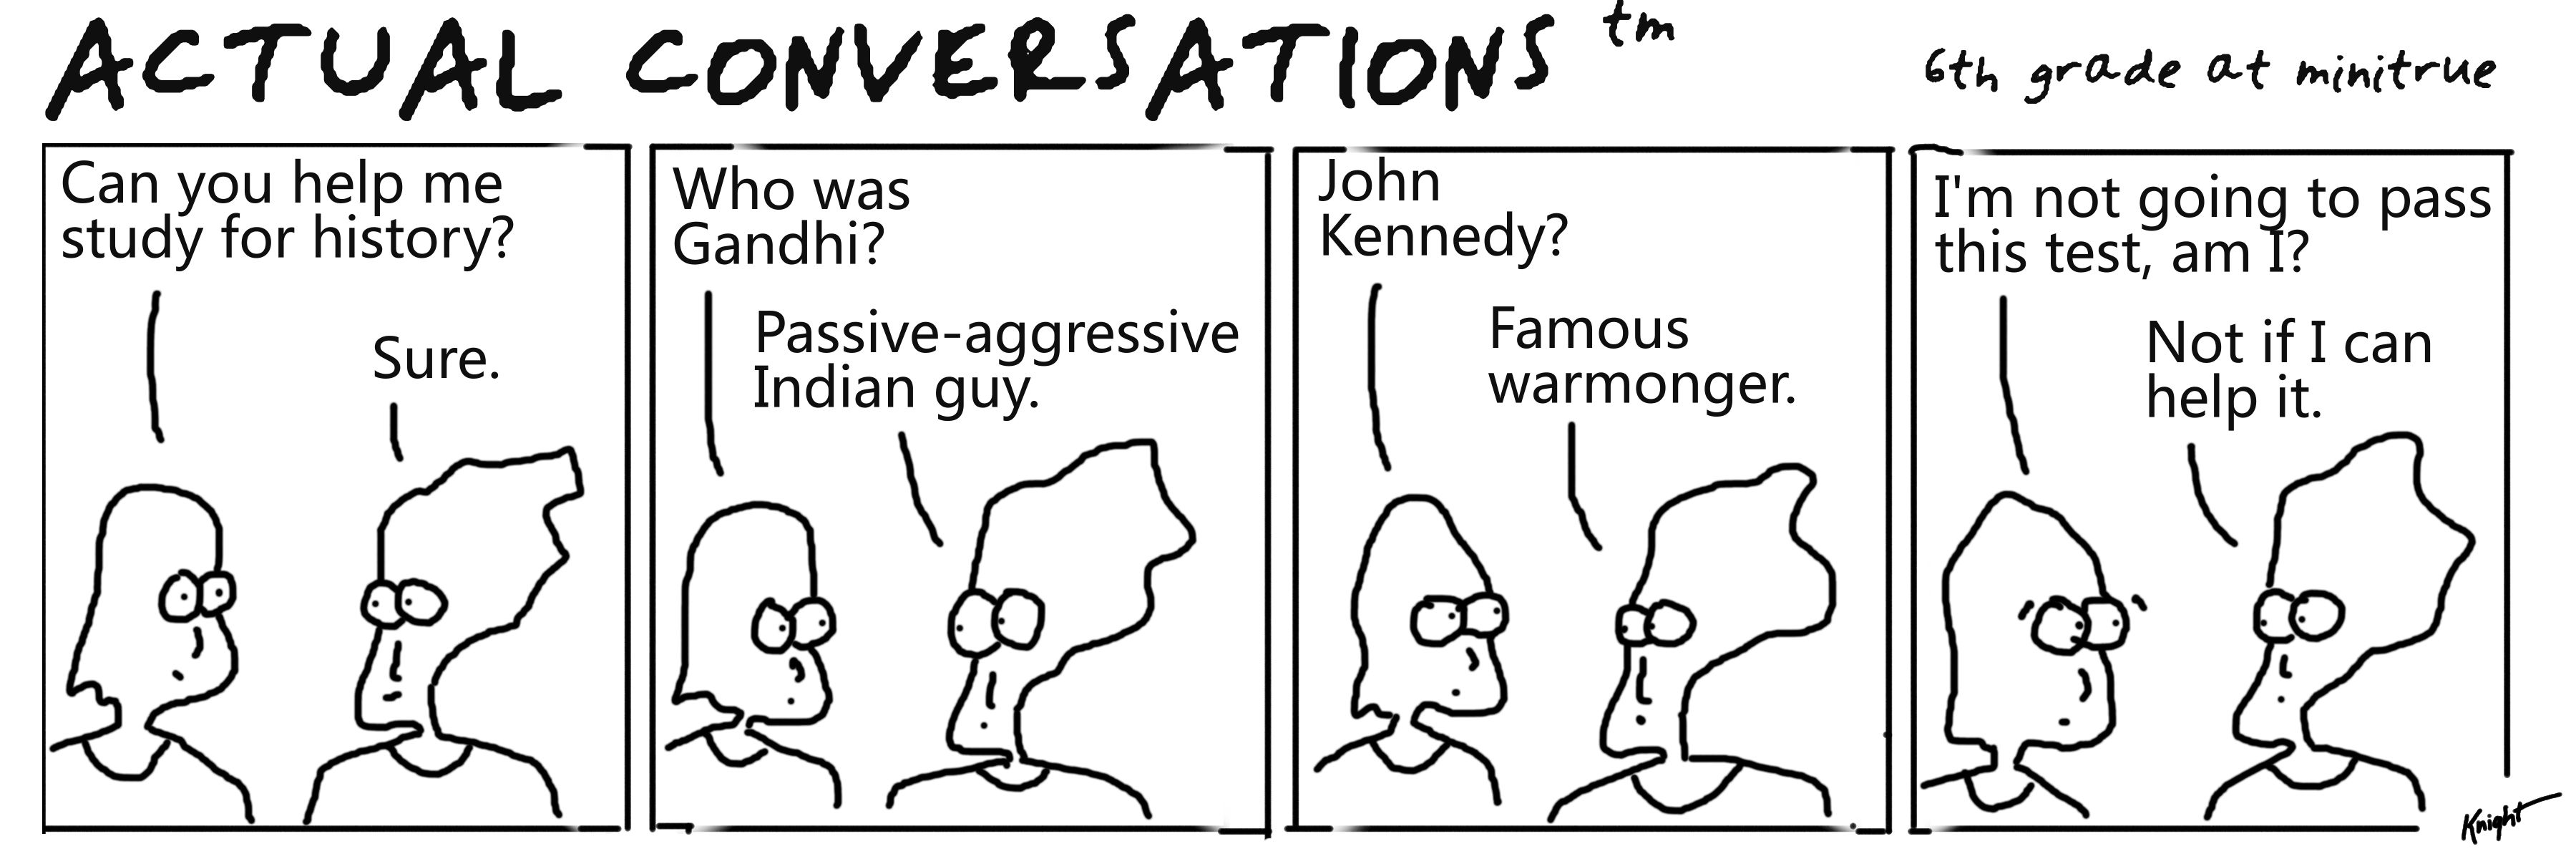 ACTUAL CONVERSATIONS tm
6th grade at minitrue
Can you help me
study for history?
Sure.
Who was
Gandhi?
Passive-aggressive
Indian guy.
John
Kennedy?
Famous
warmonger.
I'm not going to pass
this test, am I?
Not if I can
help it.
Knight